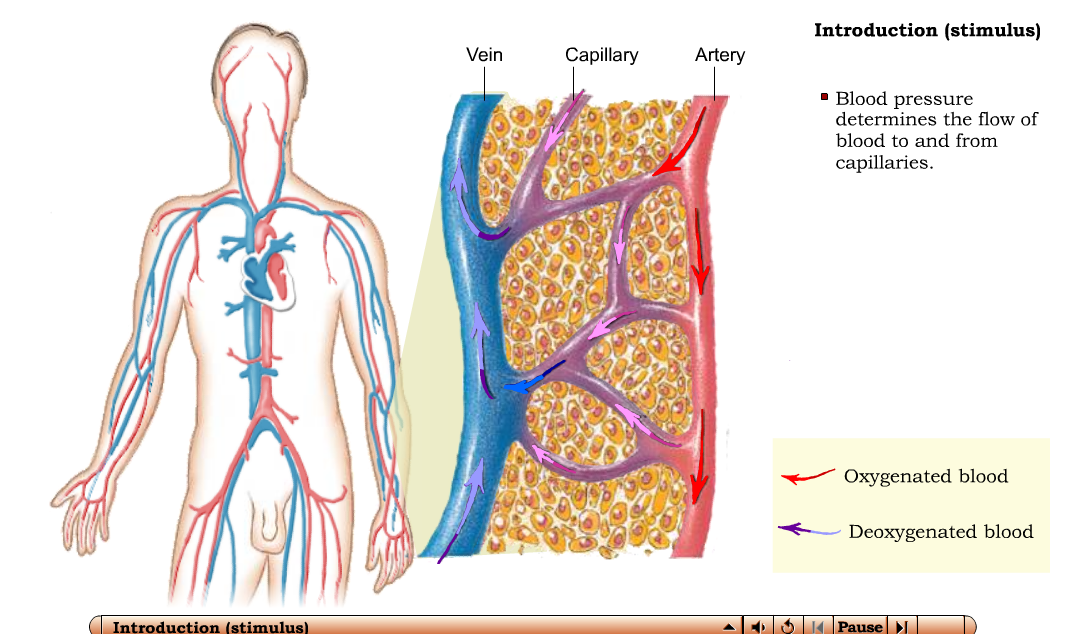 Introduction (stimulus)
Vein
Capillary
Artery
Blood pressure
determines the flow of
blood to and from
capillaries.
Oxygenated blood
Deoxygenated blood
Introduction (stimulus)
Pause